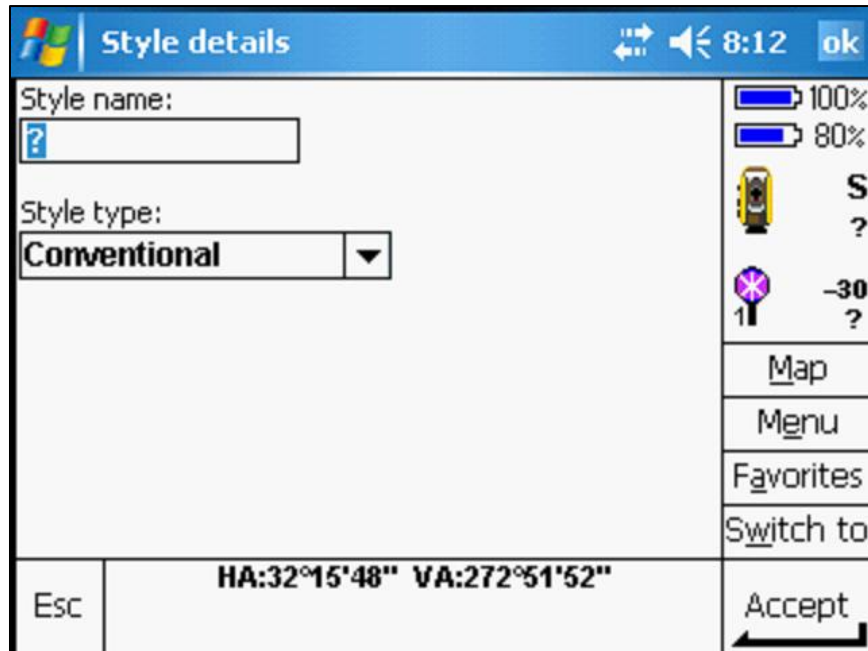 Style details 8:12 ok
Style name:
?
Style type:
Conventional
100%
80%
S
?
-30
1 ?
Map
Menu
Favorites
Switch to
HA:32°15'48" VA:272°51'52"
Esc
Accept